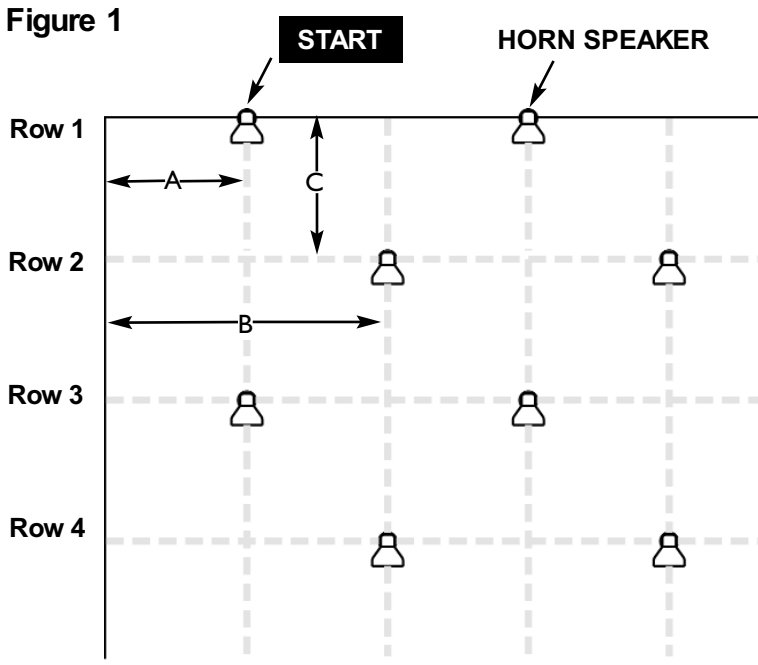 Figure 1
START
HORN SPEAKER
Row 1
A
C
Row 2
B
Row 3
Row 4